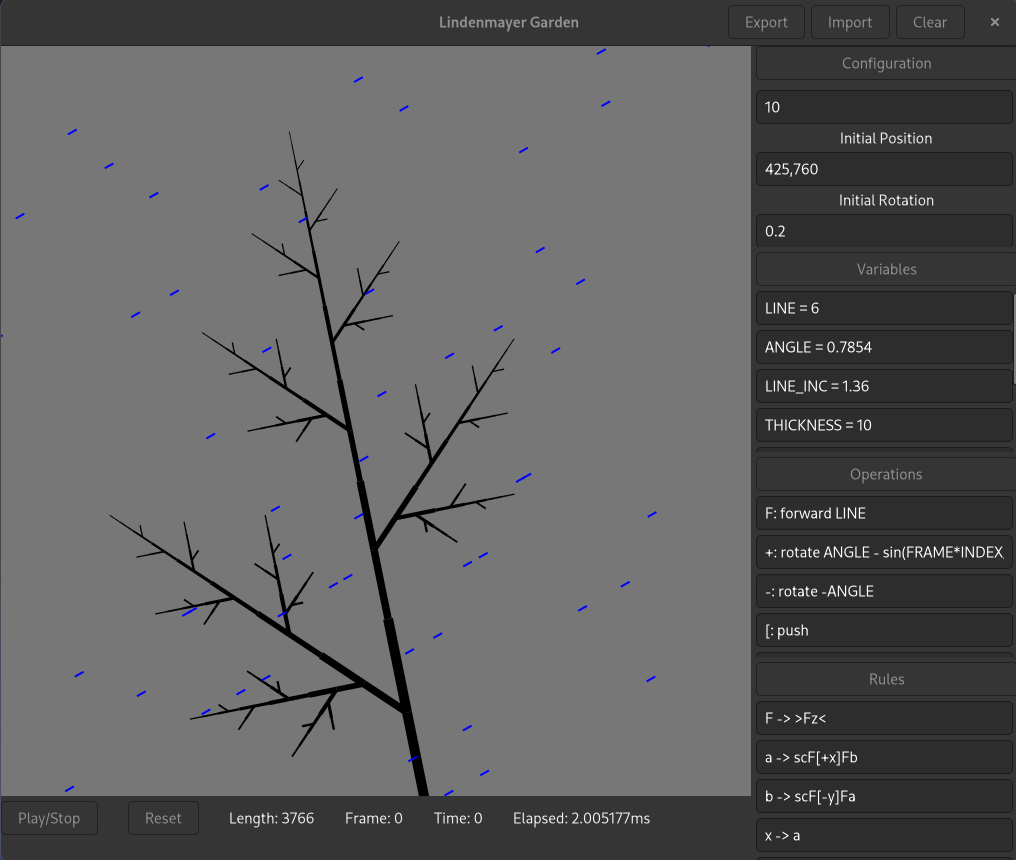 Lindenmayer Garden
Export
Import
Clear
×
Configuration
10
Initial Position
425,760
Initial Rotation
0.2
Variables
LINE = 6
ANGLE = 0.7854
LINE_INC = 1.36
THICKNESS = 10
Operations
F: forward LINE
+: rotate ANGLE - sin(FRAME*INDEX
-: rotate -ANGLE
[: push
Rules
F -> >Fz<
a -> scF[+x]Fb
b -> scF[-y]Fa
x -> a
Play/Stop
Reset
Length: 3766
Frame: 0
Time: 0
Elapsed: 2.005177ms